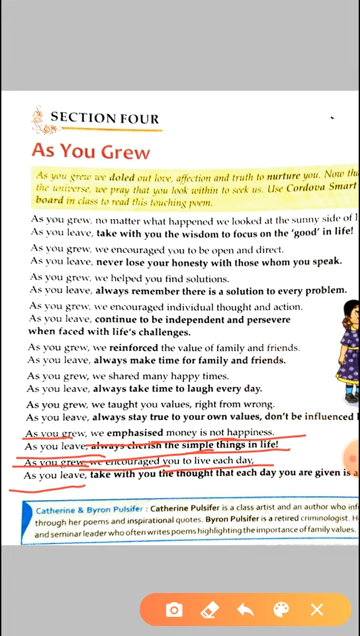 SECTION FOUR
As You Grew
As you grew we doled out love, affection and truth to nurture you. Now tha
the universe, we pray that you look within to seek us. Use Cordova Smart
board in class to read this touching poem.
As you grew, no matter what happened we looked at the sunny side of l
As you leave, take with you the wisdom to focus on the 'good' in life!
As you grew, we encouraged you to be open and direct.
As you leave, never lose your honesty with those whom you speak.
As you grew, we helped you find solutions.
As you leave, always remember there is a solution to every problem.
As you grew, we encouraged individual thought and action.
As you leave, continue to be independent and persevere
when faced with life's challenges.
As you grew, we reinforced the value of family and friends.
As you leave, always make time for family and friends.
As you grew, we shared many happy times.
As you leave, always take time to laugh every day.
As you grew, we taught you values, right from wrong.
As you leave, always stay true to your own values, don't be influenced
As you grew, we emphasised money is not happiness.
As you leave, always cherish the simple things in life!
As you grew, we encouraged you to live each day,
As you leave, take with you the thought that each day you are given is a
Catherine & Byron Pulsifer : Catherine Pulsifer is a class artist and an author who inf
through her poems and inspirational quotes. Byron Pulsifer is a retired criminologist. H
and seminar leader who often writes poems highlighting the importance of family values.